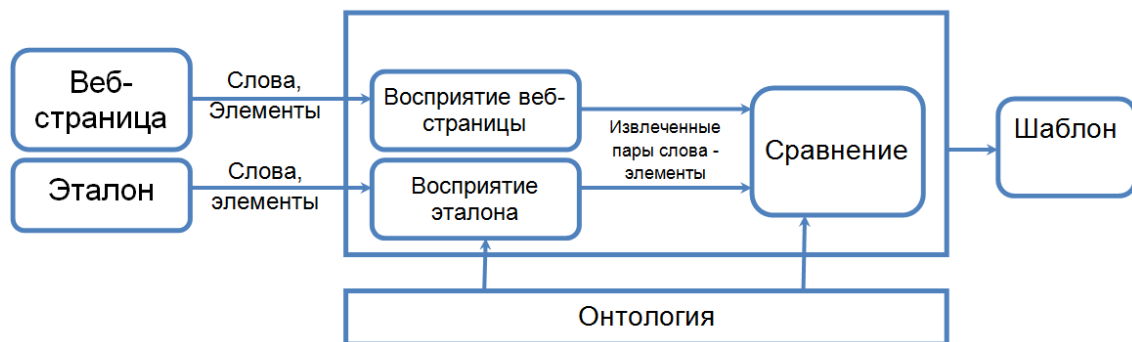 Веб-
страница
Слова,
Элементы
Восприятие веб-
страницы
Извлеченные
пары слова -
элементы
Сравнение
Шаблон
Эталон
Слова,
элементы
Восприятие
эталона
Онтология